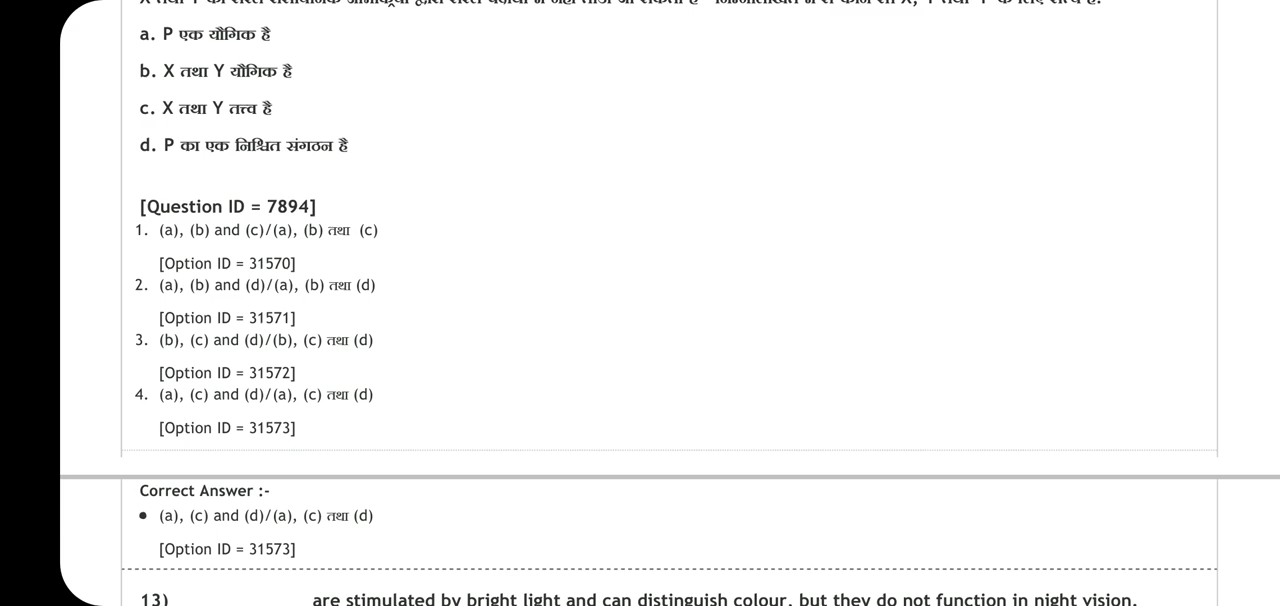 a. P एक यौगिक है
b. X तथा Y यौगिक है
c. X तथा Y तत्त्व है
d. P का एक निश्चित संगठन है
[Question ID = 7894]
1. (a), (b) and (c)/(a), (b) तथा (c)
[Option ID = 31570]
2. (a), (b) and (d)/(a), (b) तथा (d)
[Option ID = 31571]
3. (b), (c) and (d)/(b), (c) तथा (d)
[Option ID = 31572]
4. (a), (c) and (d)/(a), (c) तथा (d)
[Option ID = 31573]
Correct Answer :-
• (a), (c) and (d)/(a), (c) तथा (d)
[Option ID = 31573]
13) are stimulated by bright light and can distinguish colour, but they do not function in night vision.